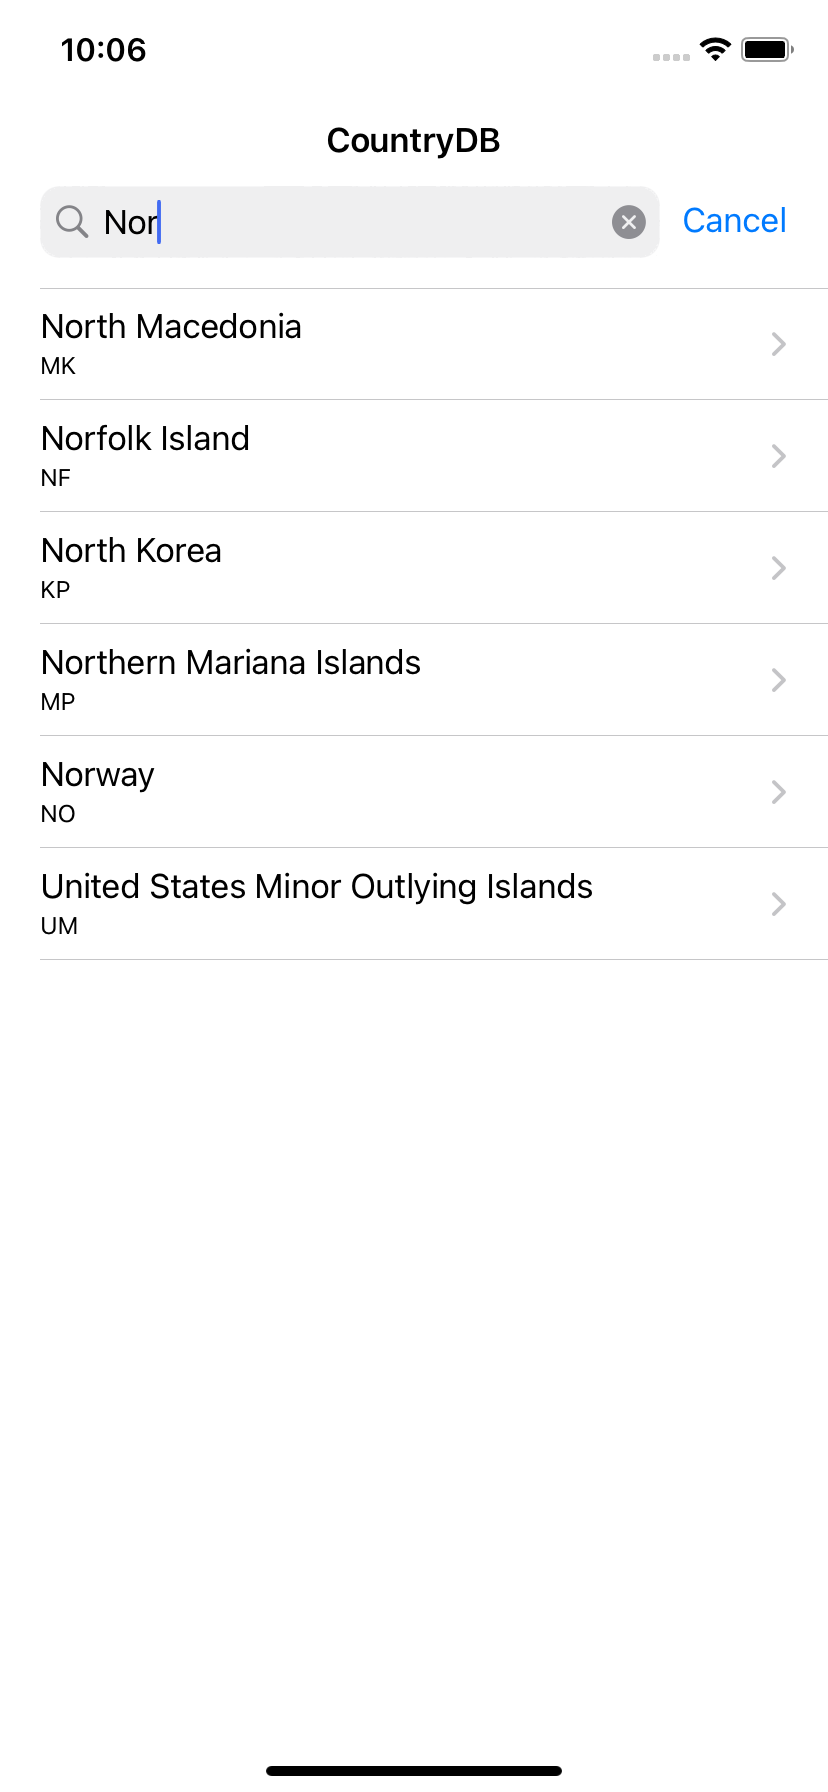 10:06
CountryDB
Nor
Cancel
North Macedonia
MK
Norfolk Island
NF
North Korea
KP
Northern Mariana Islands
MP
Norway
NO
United States Minor Outlying Islands
UM